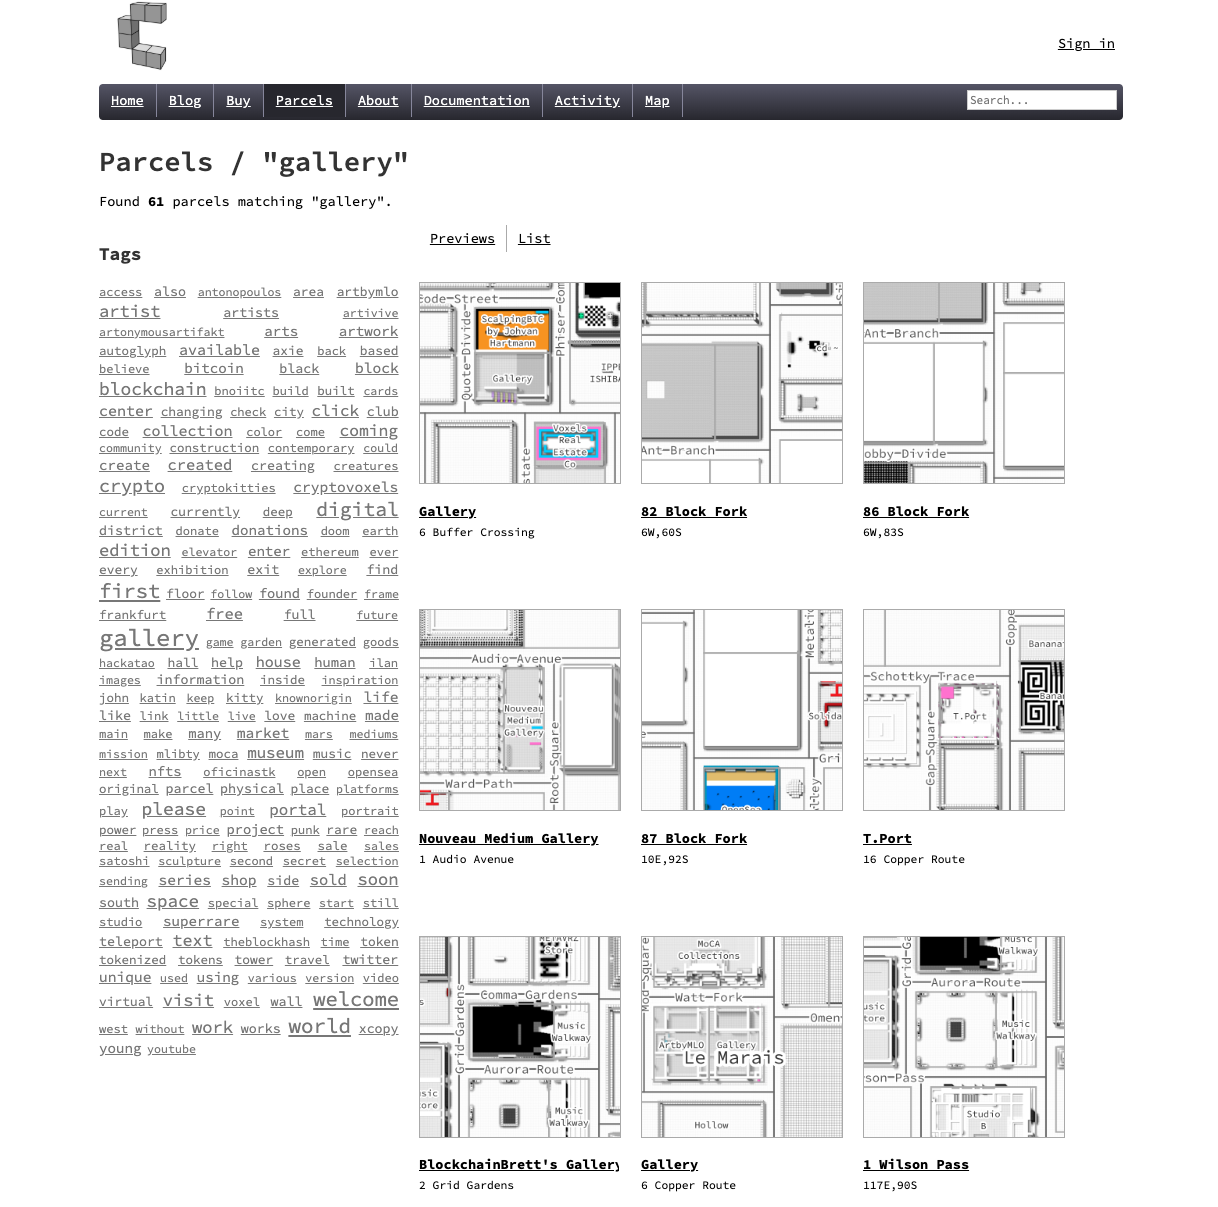 Sign in
Home Blog Buy Parcels About Documentation Activity Map Search...
Parcels / "gallery"
Found 61 parcels matching "gallery".
Previews List
Tags
access also antonopoulos area artbymlo
artist artists artivive
artonymousartifakt arts artwork
autoglyph available axie back based
believe bitcoin black block
blockchain bnoiitc build built cards
center changing check city click club
code collection color come coming
community construction contemporary could
create created creating creatures
crypto cryptokitties cryptovoxels
current currently deep digital
district donate donations doom earth
edition elevator enter ethereum ever
every exhibition exit explore find
first floor follow found founder frame
frankfurt free full future
gallery game garden generated goods
hackatao hall help house human ilan
images information inside inspiration
john katin keep kitty knownorigin life
like link little live love machine made
main make many market mars mediums
mission mlibty moca museum music never
next nfts oficinastk open opensea
original parcel physical place platforms
play please point portal portrait
power press price project punk rare reach
real reality right roses sale sales
satoshi sculpture second secret selection
sending series shop side sold soon
south space special sphere start still
studio superrare system technology
teleport text theblockhash time token
tokenized tokens tower travel twitter
unique used using various version video
virtual visit voxel wall welcome
west without work works world xcopy
young youtube
Code Street
Quote Divide
ScalpingBTC
by Johvan
Hartmann
Gallery
Voxels
Real
Estate
Co
Gallery
6 Buffer Crossing
Ant-Branch
82 Block Fork
6W,60S
Ant-Branch
86 Block Fork
6W,83S
Audio Avenue
Nouveau
Medium
Gallery
Root-Square
Ward-Path
Nouveau Medium Gallery
1 Audio Avenue
87 Block Fork
10E,92S
Schottky Trace
T.Port
Cap-Square
T.Port
16 Copper Route
Store
Comma Gardens
Grid-Gardens
Music
Walkway
Aurora Route
Music
Walkway
BlockchainBrett's Gallery
2 Grid Gardens
MoCA
Collections
Mod Square
Watt Fork
ArtbyMLO
Gallery
Le Marais
Hollow
Gallery
6 Copper Route
Music
Walkway
Aurora Route
Music
Walkway
Studio
B
1 Wilson Pass
117E,90S